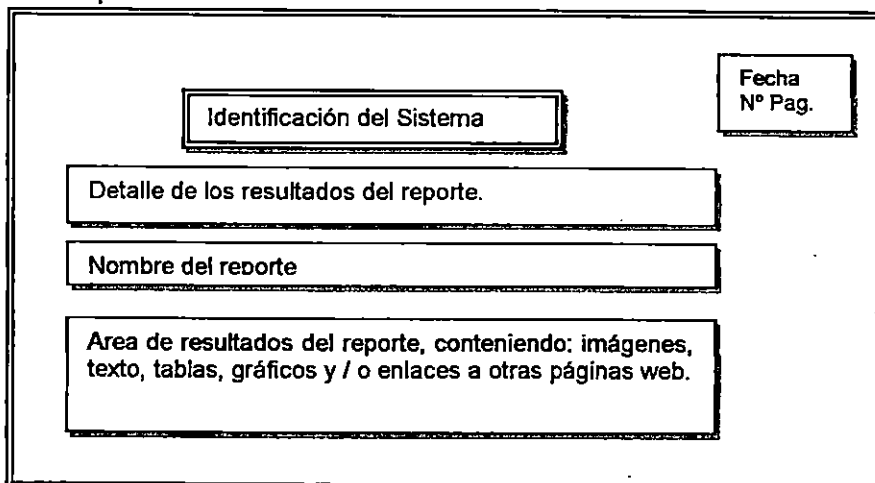 Fecha
Nº Pag.
Identificación del Sistema
Detalle de los resultados del reporte.
Nombre del reporte
Area de resultados del reporte, conteniendo: imágenes,
texto, tablas, gráficos y / o enlaces a otras páginas web.